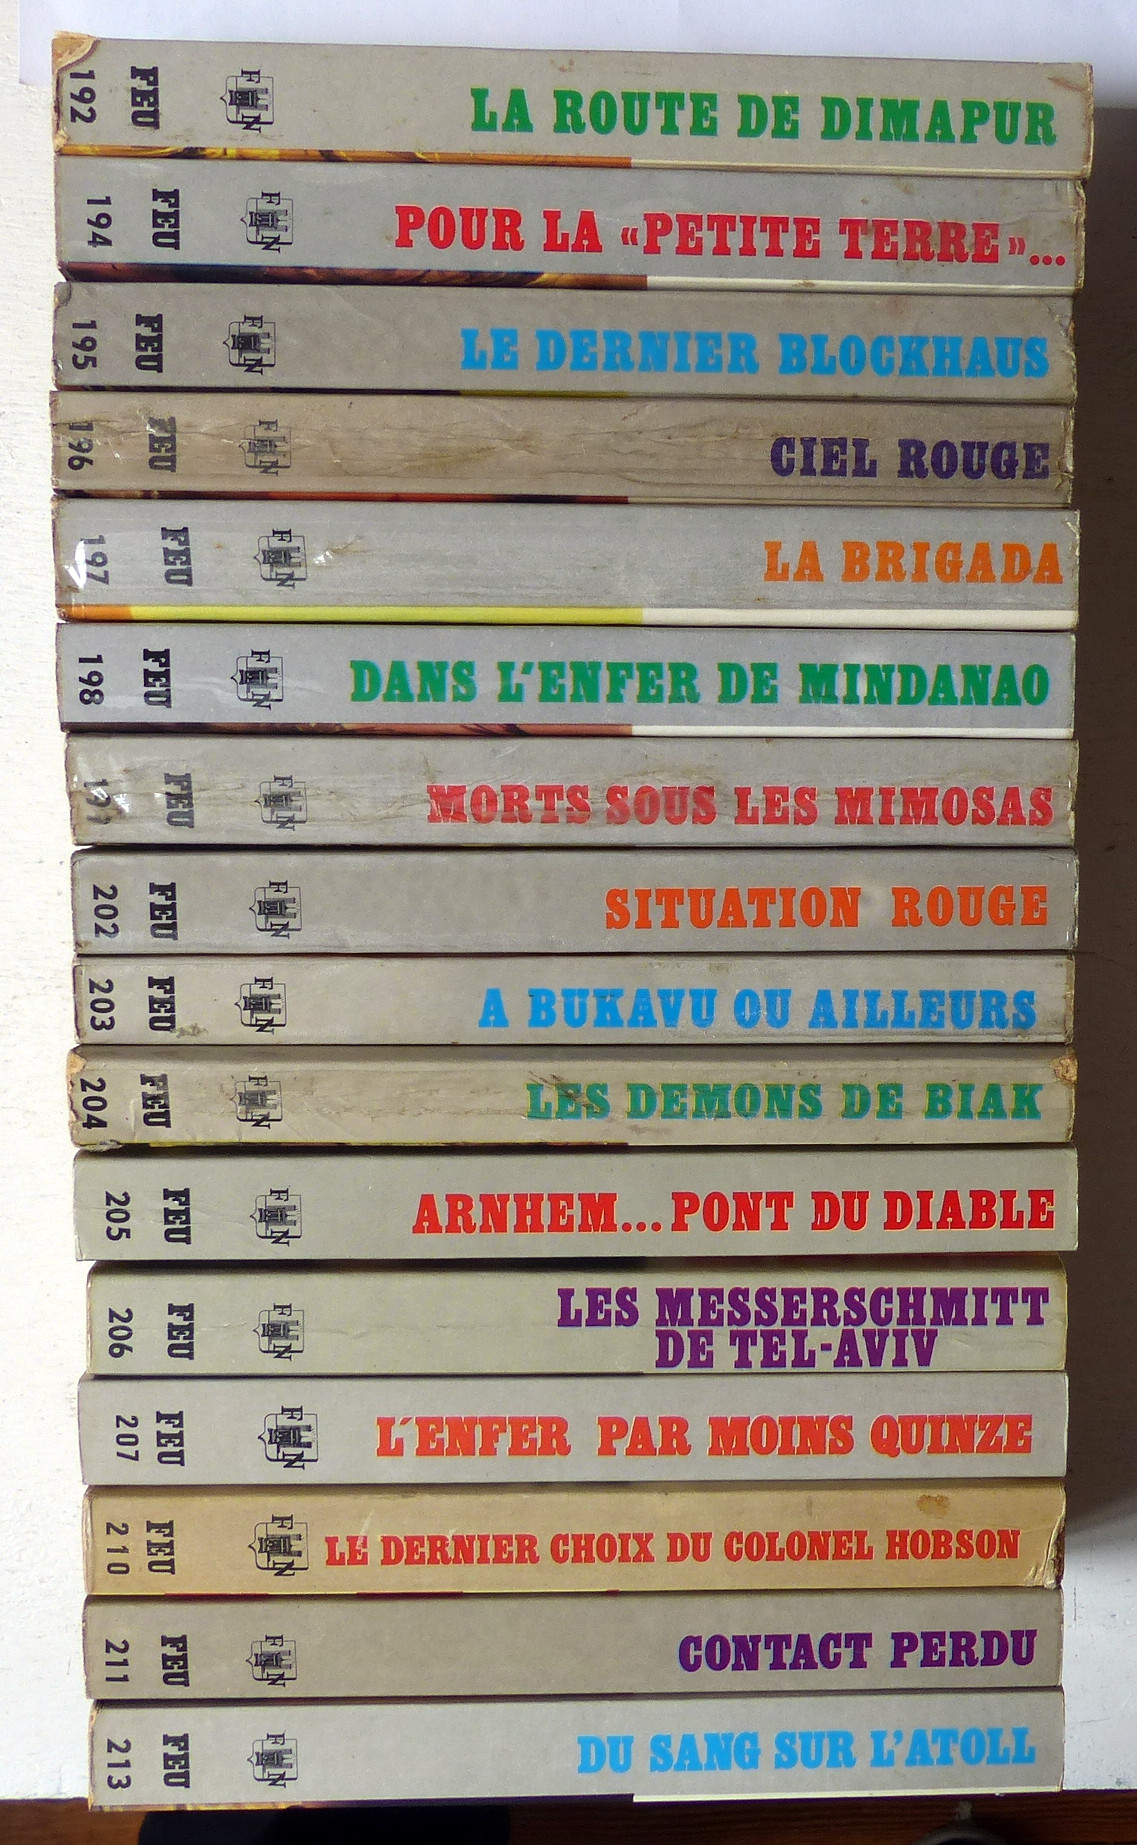 192 FEU F N LA ROUTE DE DIMAPUR
194 FEU F N POUR LA «PETITE TERRE»...
195 FEU F N LE DERNIER BLOCKHAUS
196 FEU F N CIEL ROUGE
197 FEU F N LA BRIGADA
198 FEU F N DANS L'ENFER DE MINDANAO
FEU F N MORTS SOUS LES MIMOSAS
202 FEU F N SITUATION ROUGE
203 FEU F N A BUKAVU OU AILLEURS
204 FEU F N LES DEMONS DE BIAK
205 FEU F N ARNHEM... PONT DU DIABLE
206 FEU F N LES MESSERSCHMITT
DE TEL-AVIV
207 FEU F N L'ENFER PAR MOINS QUINZE
210 FEU F N LE DERNIER CHOIX DU COLONEL HOBSON
211 FEU F N CONTACT PERDU
213 FEU F N DU SANG SUR L'ATOLL